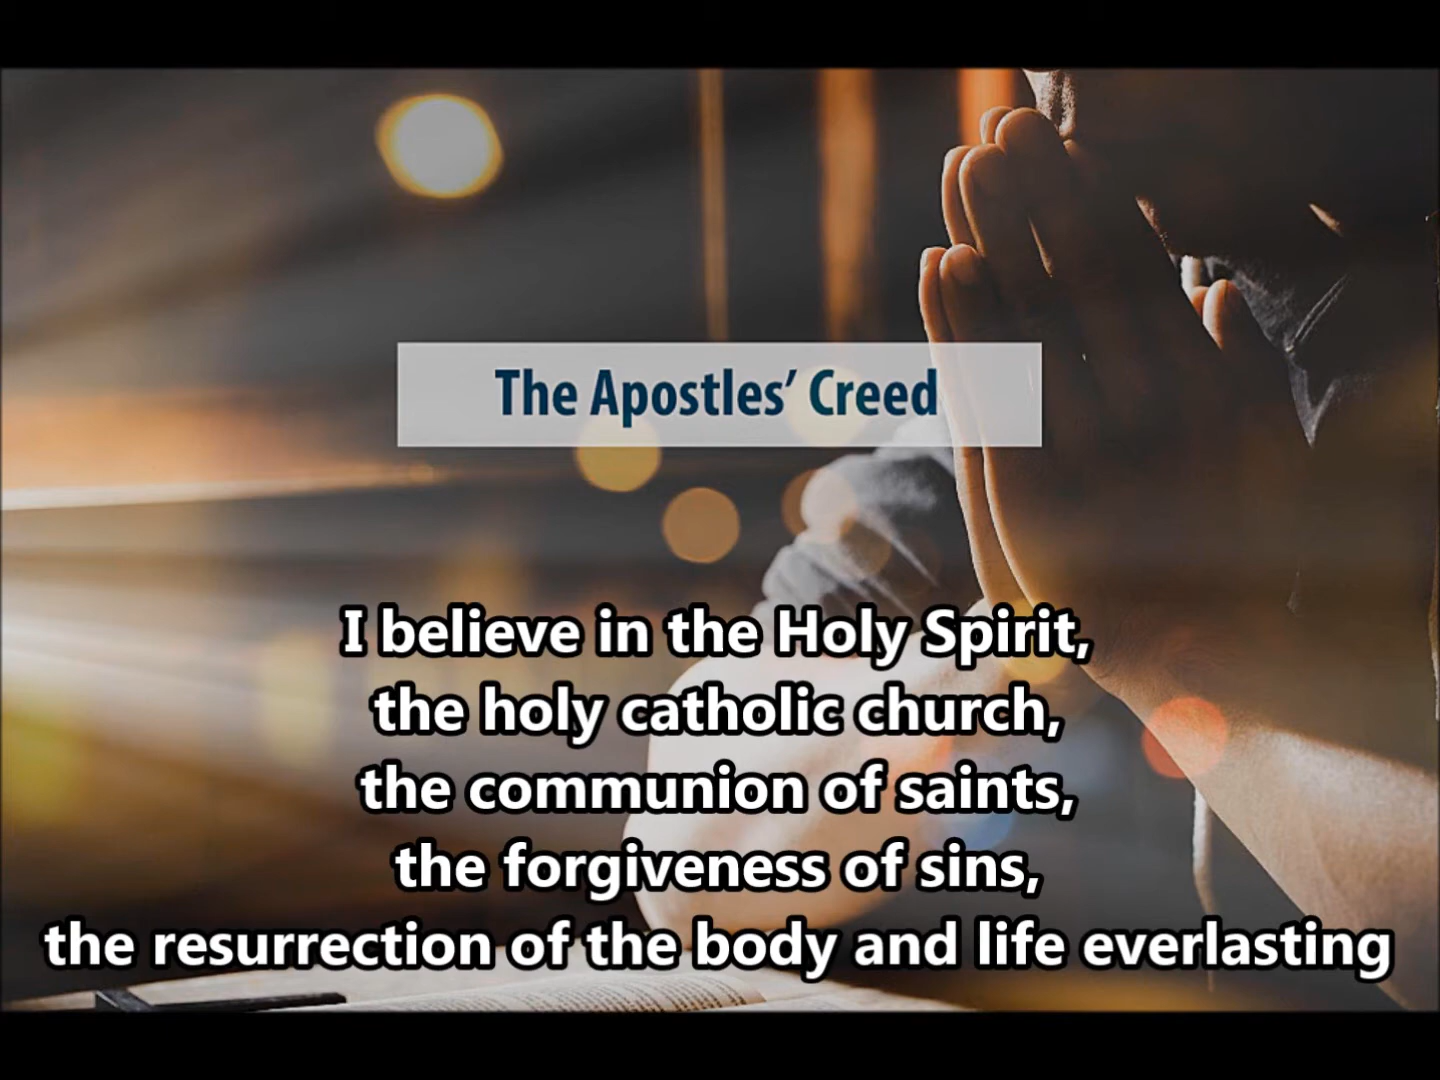 The Apostles’ Creed
I believe in the Holy Spirit,
the holy catholic church,
the communion of saints,
the forgiveness of sins,
the resurrection of the body and life everlasting